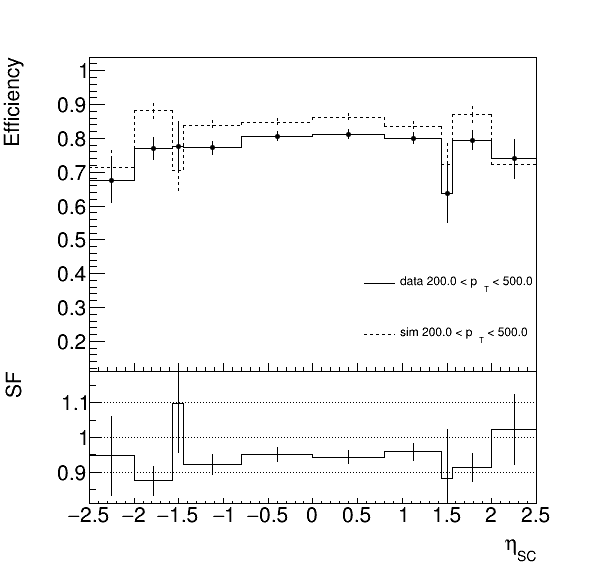 Efficiency
1
0.9
0.8
0.7
0.6
0.5
0.4
0.3
0.2
data 200.0 < p_T < 500.0
sim 200.0 < p_T < 500.0
SF
1.1
1
0.9
−2.5 −2 −1.5 −1 −0.5 0 0.5 1 1.5 2 2.5
η_SC